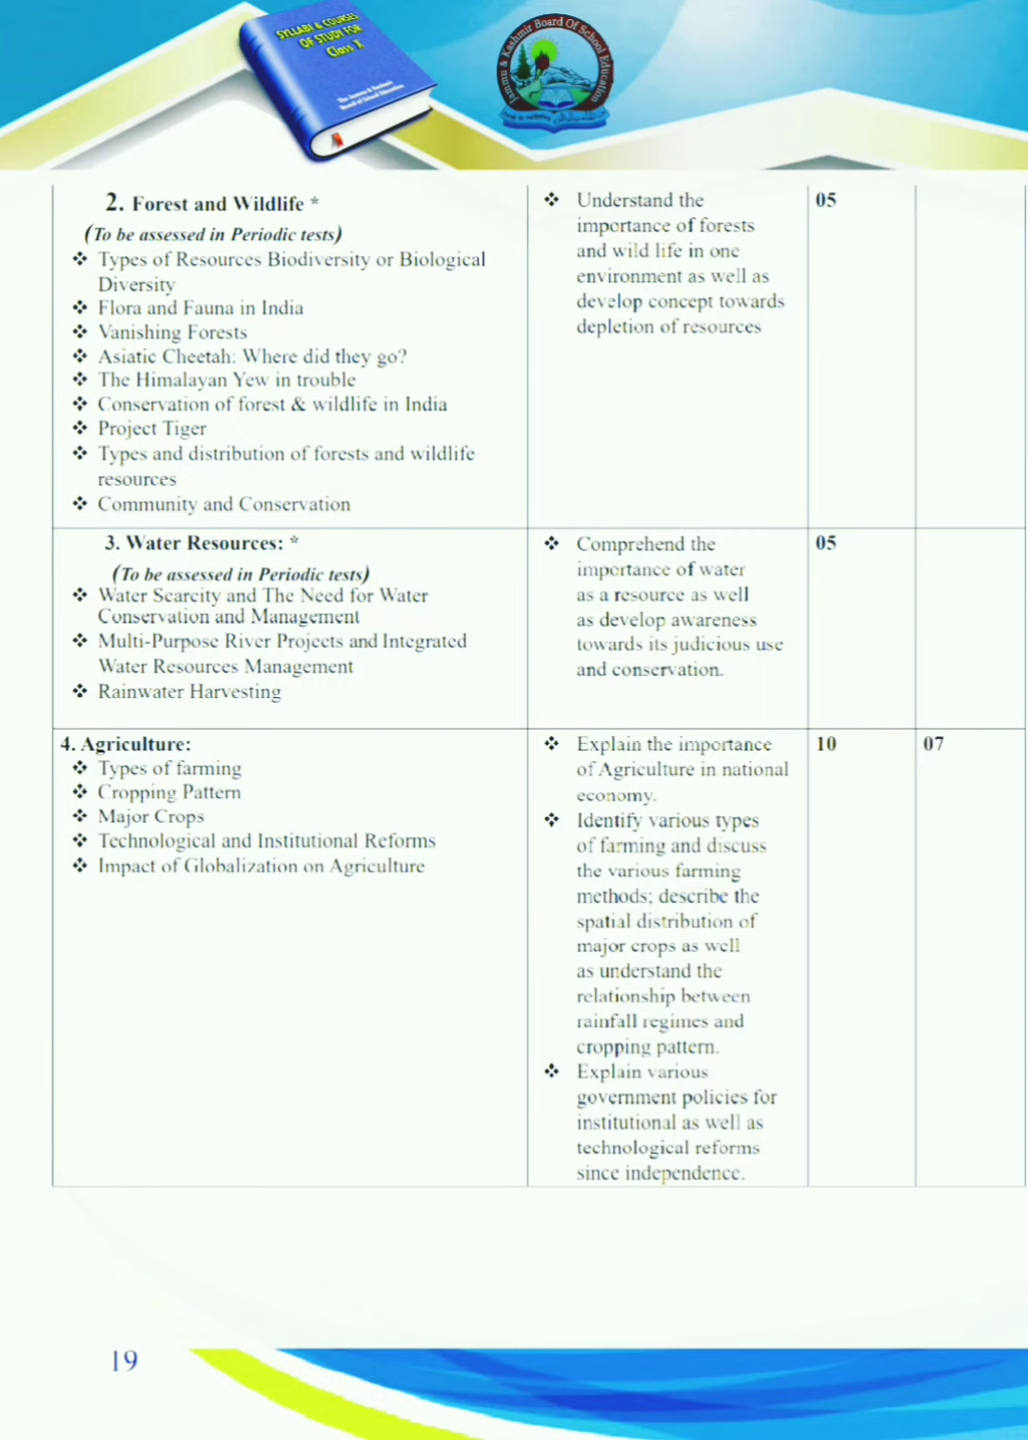 SYLLABI & COURSES
OF STUDY FOR
Class X
The Jammu & Kashmir
Board of School Education
Jammu & Kashmir Board Of School Education
2. Forest and Wildlife *
(To be assessed in Periodic tests)
❖ Types of Resources Biodiversity or Biological
Diversity
❖ Flora and Fauna in India
❖ Vanishing Forests
❖ Asiatic Cheetah: Where did they go?
❖ The Himalayan Yew in trouble
❖ Conservation of forest & wildlife in India
❖ Project Tiger
❖ Types and distribution of forests and wildlife
resources
❖ Community and Conservation
❖ Understand the
importance of forests
and wild life in one
environment as well as
develop concept towards
depletion of resources
05
3. Water Resources: *
(To be assessed in Periodic tests)
❖ Water Scarcity and The Need for Water
Conservation and Management
❖ Multi-Purpose River Projects and Integrated
Water Resources Management
❖ Rainwater Harvesting
❖ Comprehend the
importance of water
as a resource as well
as develop awareness
towards its judicious use
and conservation.
05
4. Agriculture:
❖ Types of farming
❖ Cropping Pattern
❖ Major Crops
❖ Technological and Institutional Reforms
❖ Impact of Globalization on Agriculture
❖ Explain the importance
of Agriculture in national
economy.
❖ Identify various types
of farming and discuss
the various farming
methods; describe the
spatial distribution of
major crops as well
as understand the
relationship between
rainfall regimes and
cropping pattern.
❖ Explain various
government policies for
institutional as well as
technological reforms
since independence.
10
07
19